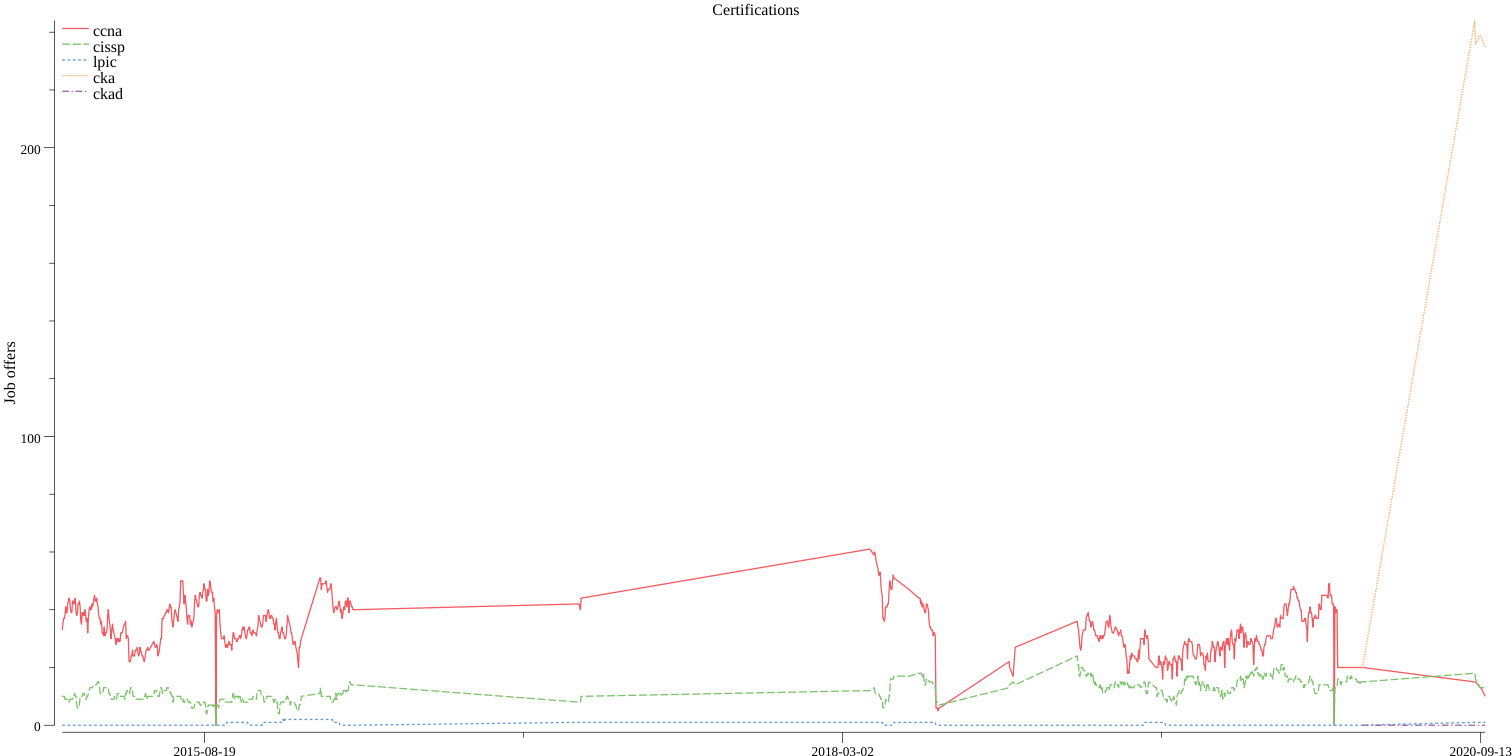 Certifications
ccna
cissp
lpic
cka
ckad
200
100
0
Job offers
2015-08-19
2018-03-02
2020-09-13